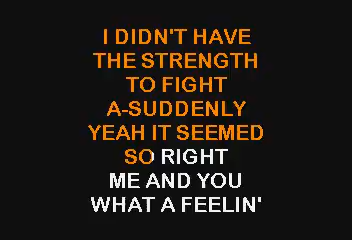 I DIDN'T HAVE
THE STRENGTH
TO FIGHT
A-SUDDENLY
YEAH IT SEEMED
SO RIGHT
ME AND YOU
WHAT A FEELIN'